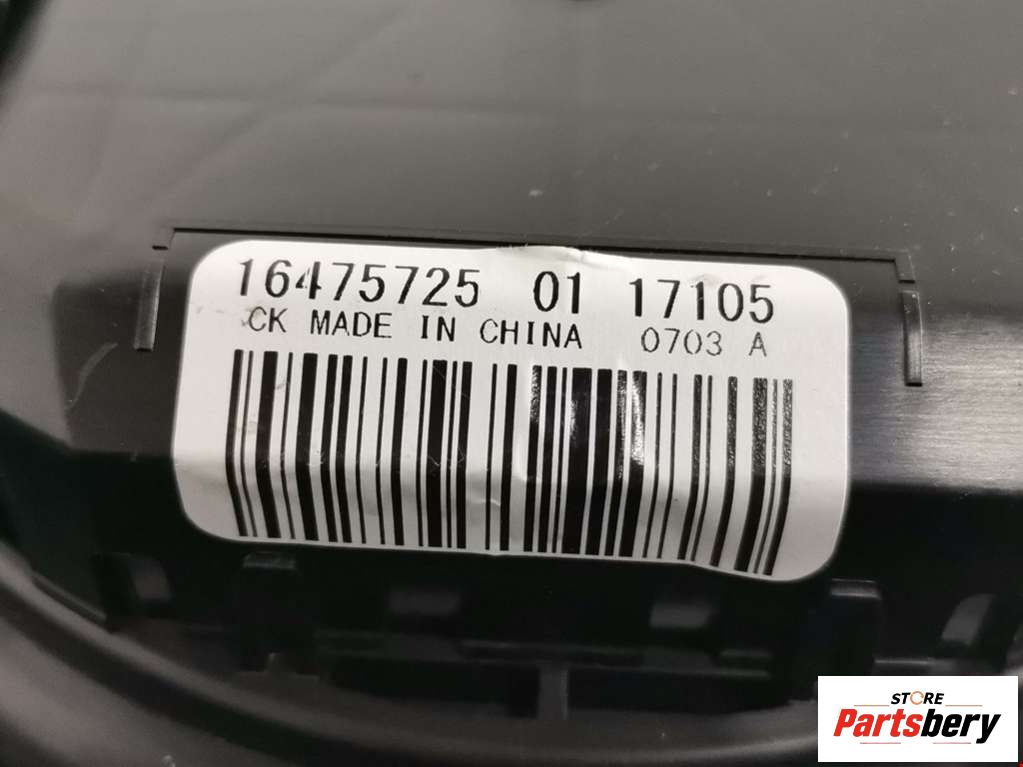 16475725 01 17105
CK MADE IN CHINA 0703 A
STORE
Partsbery